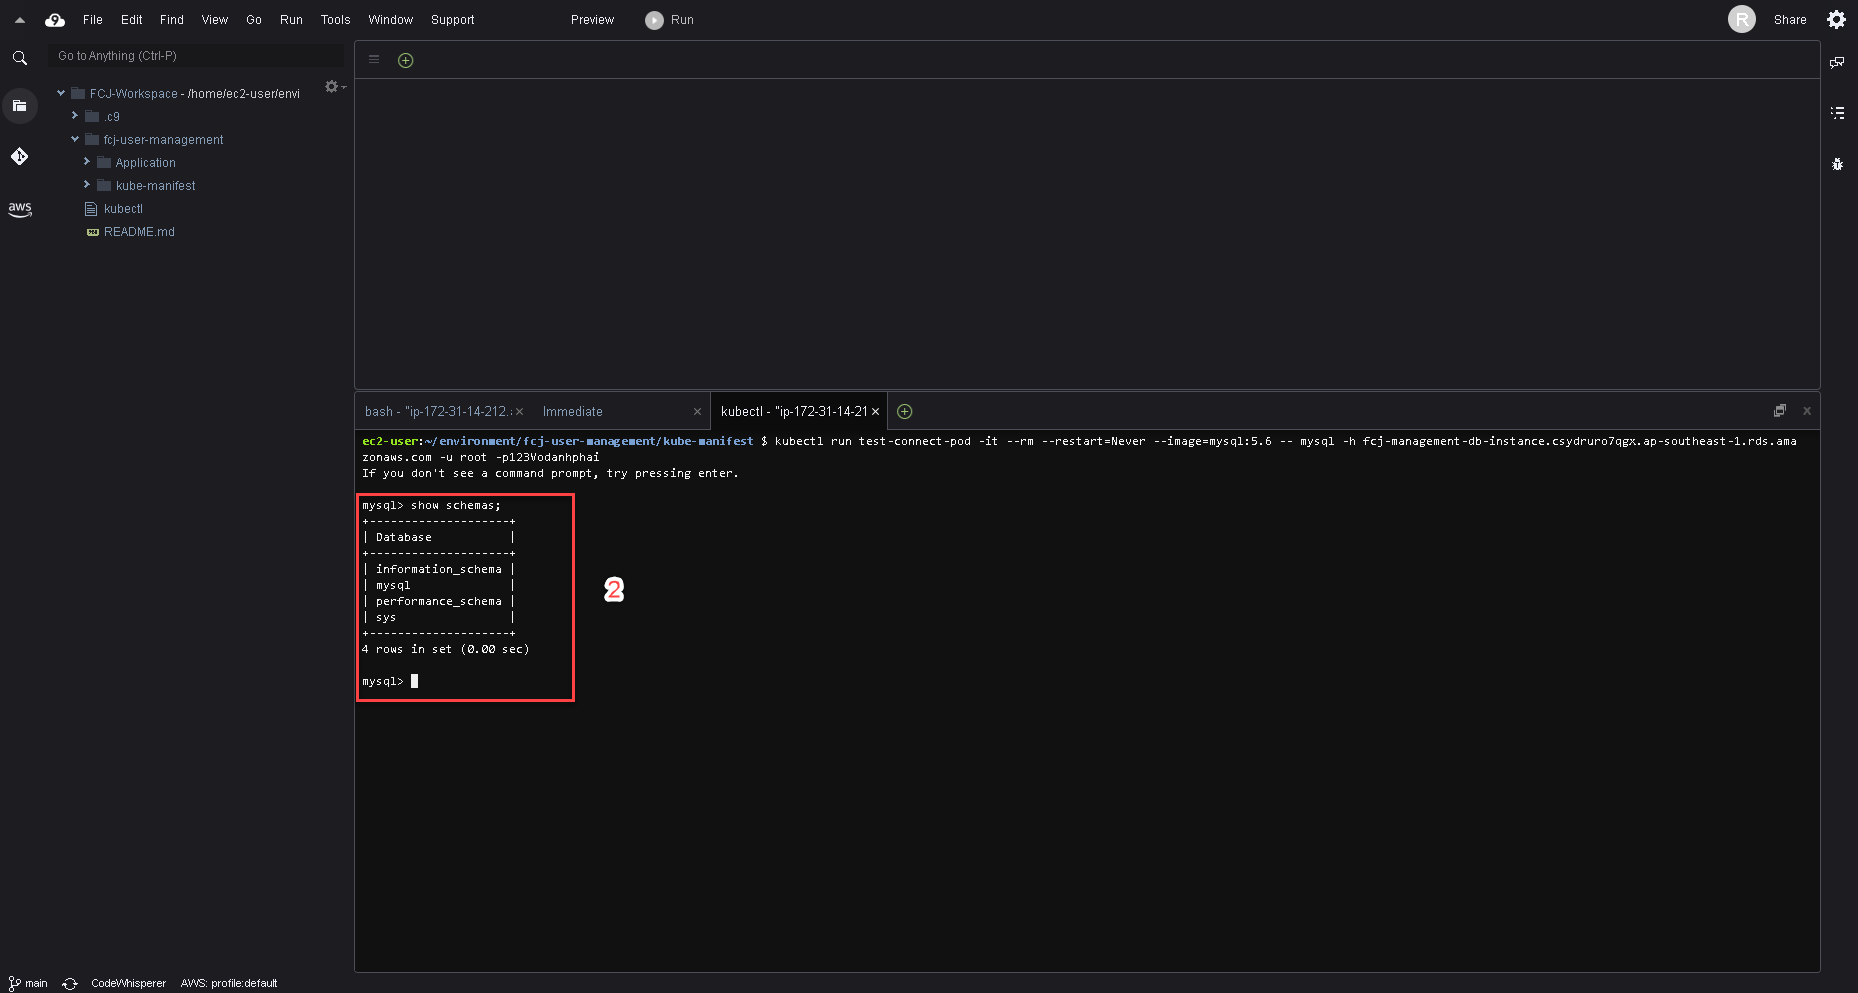 File Edit Find View Go Run Tools Window Support Preview Run R Share
Go to Anything (Ctrl-P)
FCJ-Workspace - /home/ec2-user/envi
.c9
fcj-user-management
Application
kube-manifest
kubectl
README.md
aws
bash - "ip-172-31-14-212. Immediate kubectl - "ip-172-31-14-21
ec2-user:~/environment/fcj-user-management/kube-manifest $ kubectl run test-connect-pod -it --rm --restart=Never --image=mysql:5.6 -- mysql -h fcj-management-db-instance.csydruro7qgx.ap-southeast-1.rds.ama
zonaws.com -u root -p123Vodanhphai
If you don't see a command prompt, try pressing enter.
mysql> show schemas;
+--------------------+
| Database           |
+--------------------+
| information_schema |
| mysql              |
| performance_schema |
| sys                |
+--------------------+
4 rows in set (0.00 sec)
mysql>
2
main CodeWhisperer AWS: profile:default